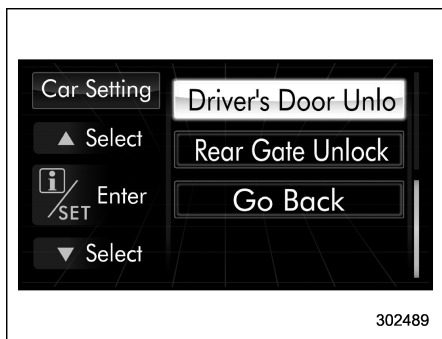 Car Setting
▲ Select
i/SET Enter
▼ Select
Driver's Door Unlo
Rear Gate Unlock
Go Back
302489